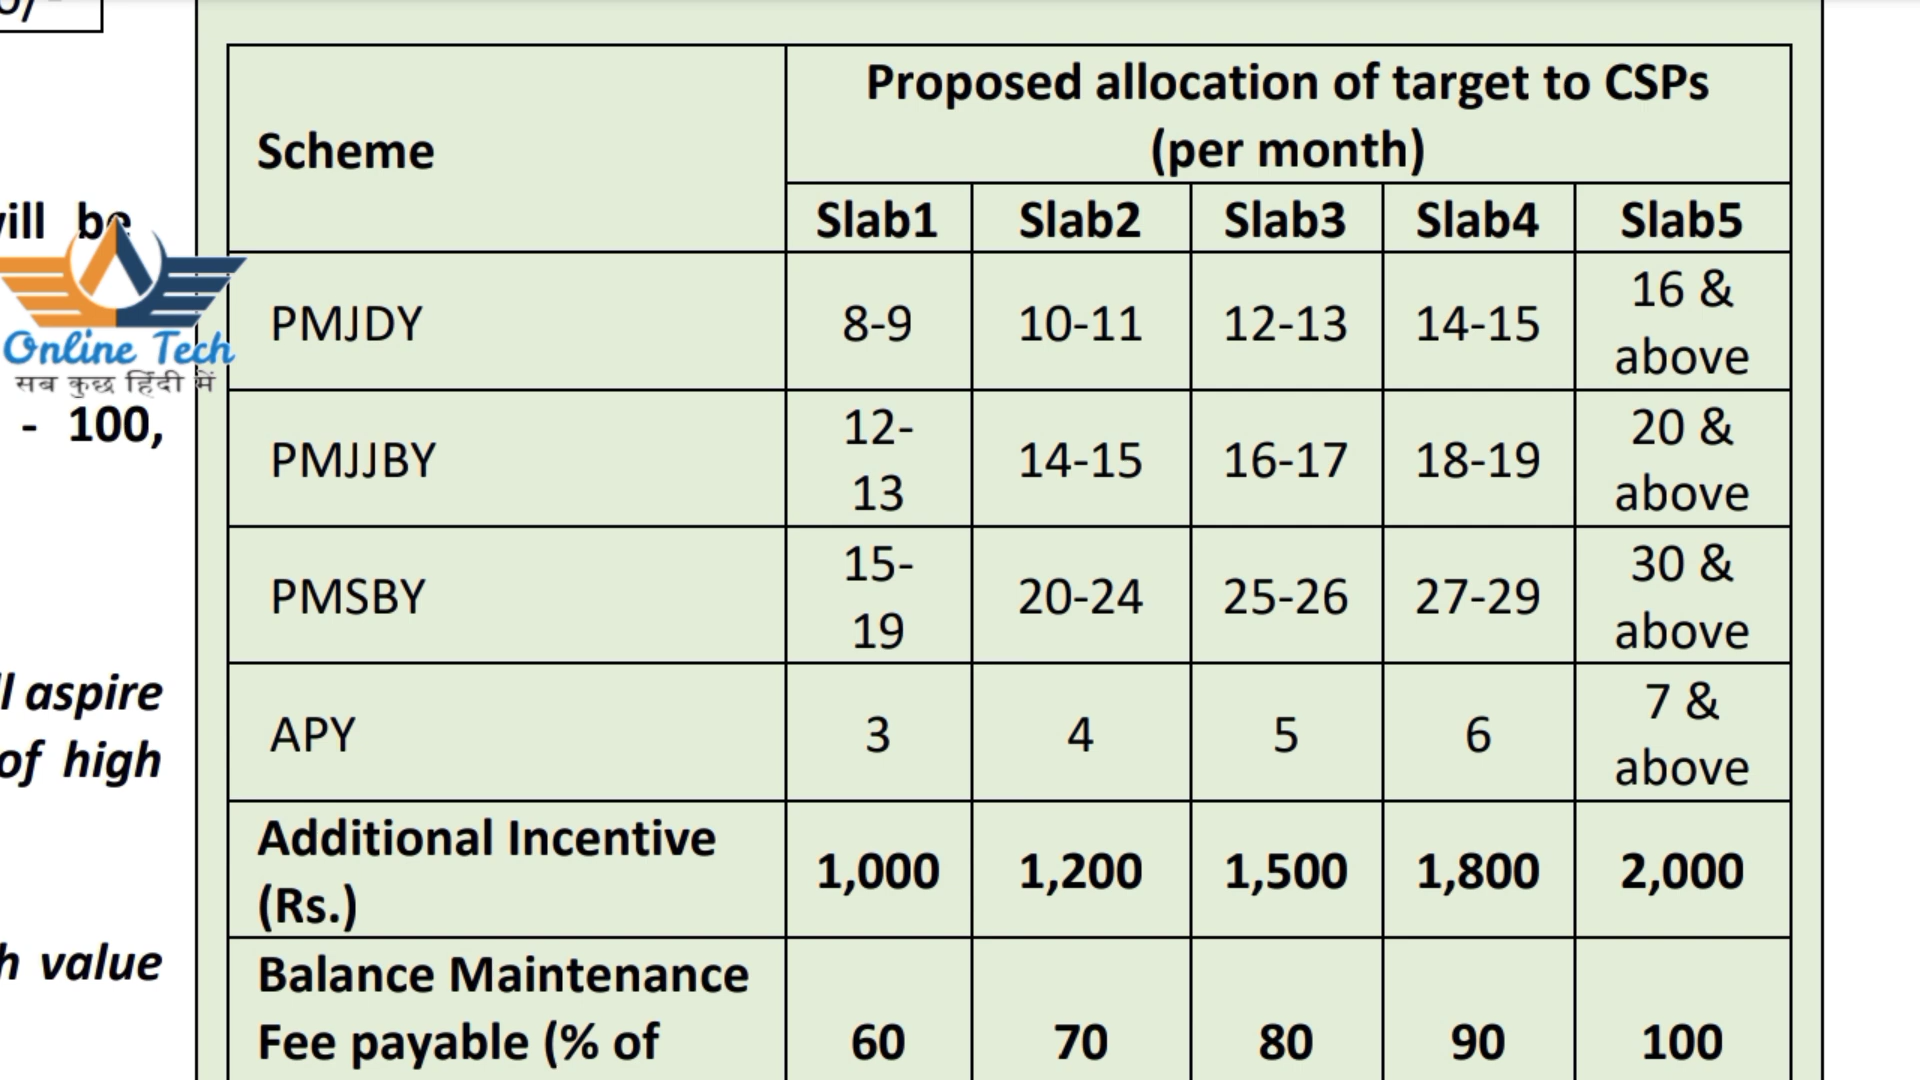 Proposed allocation of target to CSPs
(per month)
Scheme
Slab1 Slab2 Slab3 Slab4 Slab5
PMJDY 8-9 10-11 12-13 14-15 16 & above
PMJJBY 12-13 14-15 16-17 18-19 20 & above
PMSBY 15-19 20-24 25-26 27-29 30 & above
APY 3 4 5 6 7 & above
Additional Incentive
(Rs.) 1,000 1,200 1,500 1,800 2,000
Balance Maintenance
Fee payable (% of 60 70 80 90 100
be
Online Tech
सब कुछ हिंदी में
- 100,
aspire
of high
value